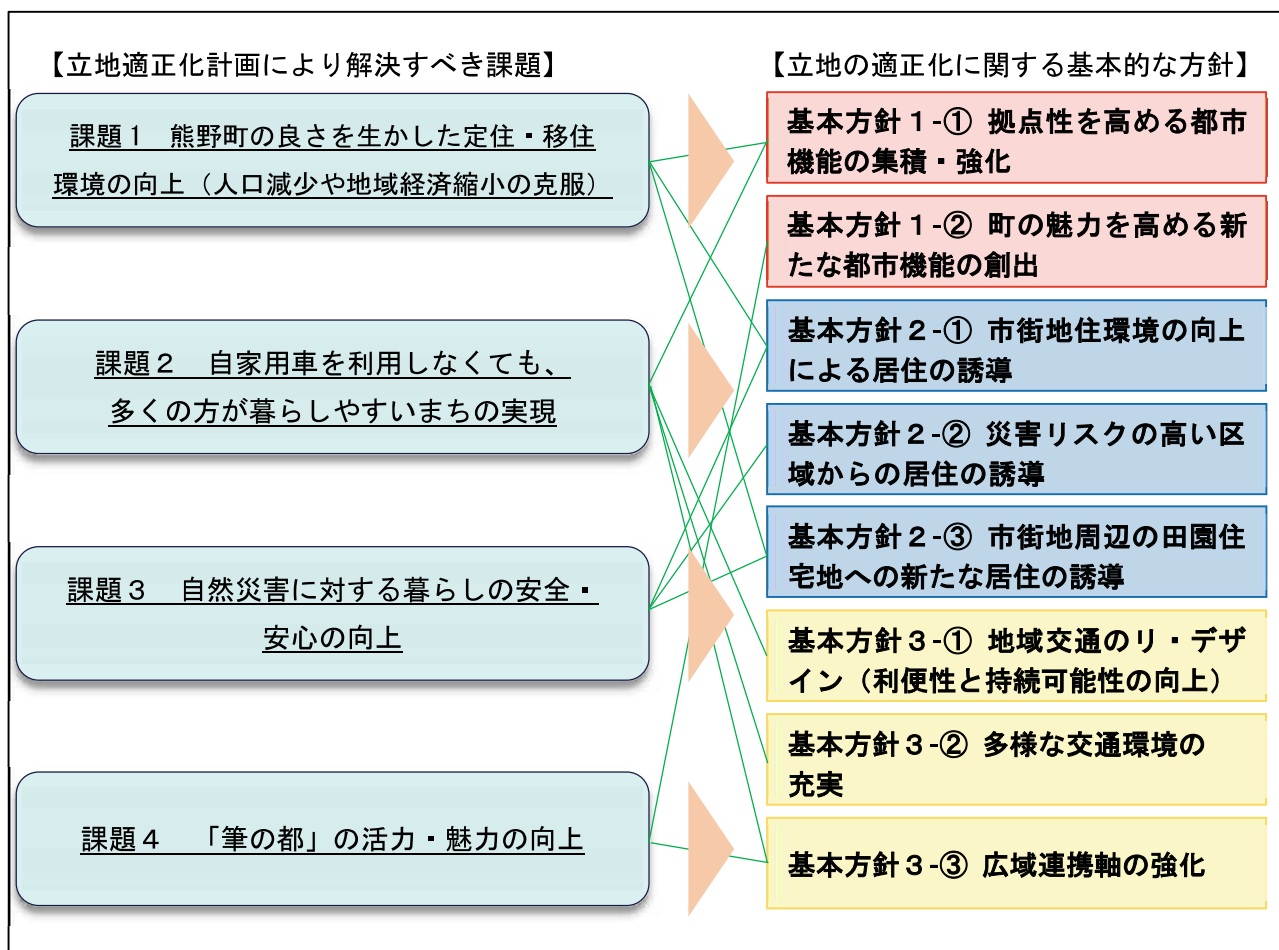 【立地適正化計画により解決すべき課題】
課題１　熊野町の良さを生かした定住・移住
環境の向上（人口減少や地域経済縮小の克服）
課題２　自家用車を利用しなくても、
多くの方が暮らしやすいまちの実現
課題３　自然災害に対する暮らしの安全・
安心の向上
課題４　「筆の都」の活力・魅力の向上
【立地の適正化に関する基本的な方針】
基本方針１-① 拠点性を高める都市
機能の集積・強化
基本方針１-② 町の魅力を高める新
たな都市機能の創出
基本方針２-① 市街地住環境の向上
による居住の誘導
基本方針２-② 災害リスクの高い区
域からの居住の誘導
基本方針２-③ 市街地周辺の田園住
宅地への新たな居住の誘導
基本方針３-① 地域交通のリ・デザ
イン（利便性と持続可能性の向上）
基本方針３-② 多様な交通環境の
充実
基本方針３-③ 広域連携軸の強化